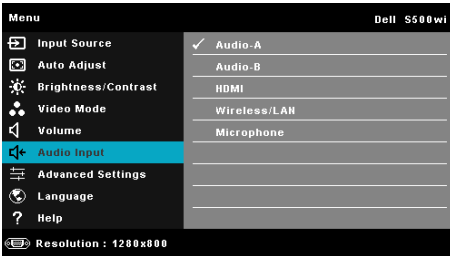 Menu Dell S500wi
Input Source
Auto Adjust
Brightness/Contrast
Video Mode
Volume
Audio Input
Advanced Settings
Language
? Help
Audio-A
Audio-B
HDMI
Wireless/LAN
Microphone
Resolution : 1280x800